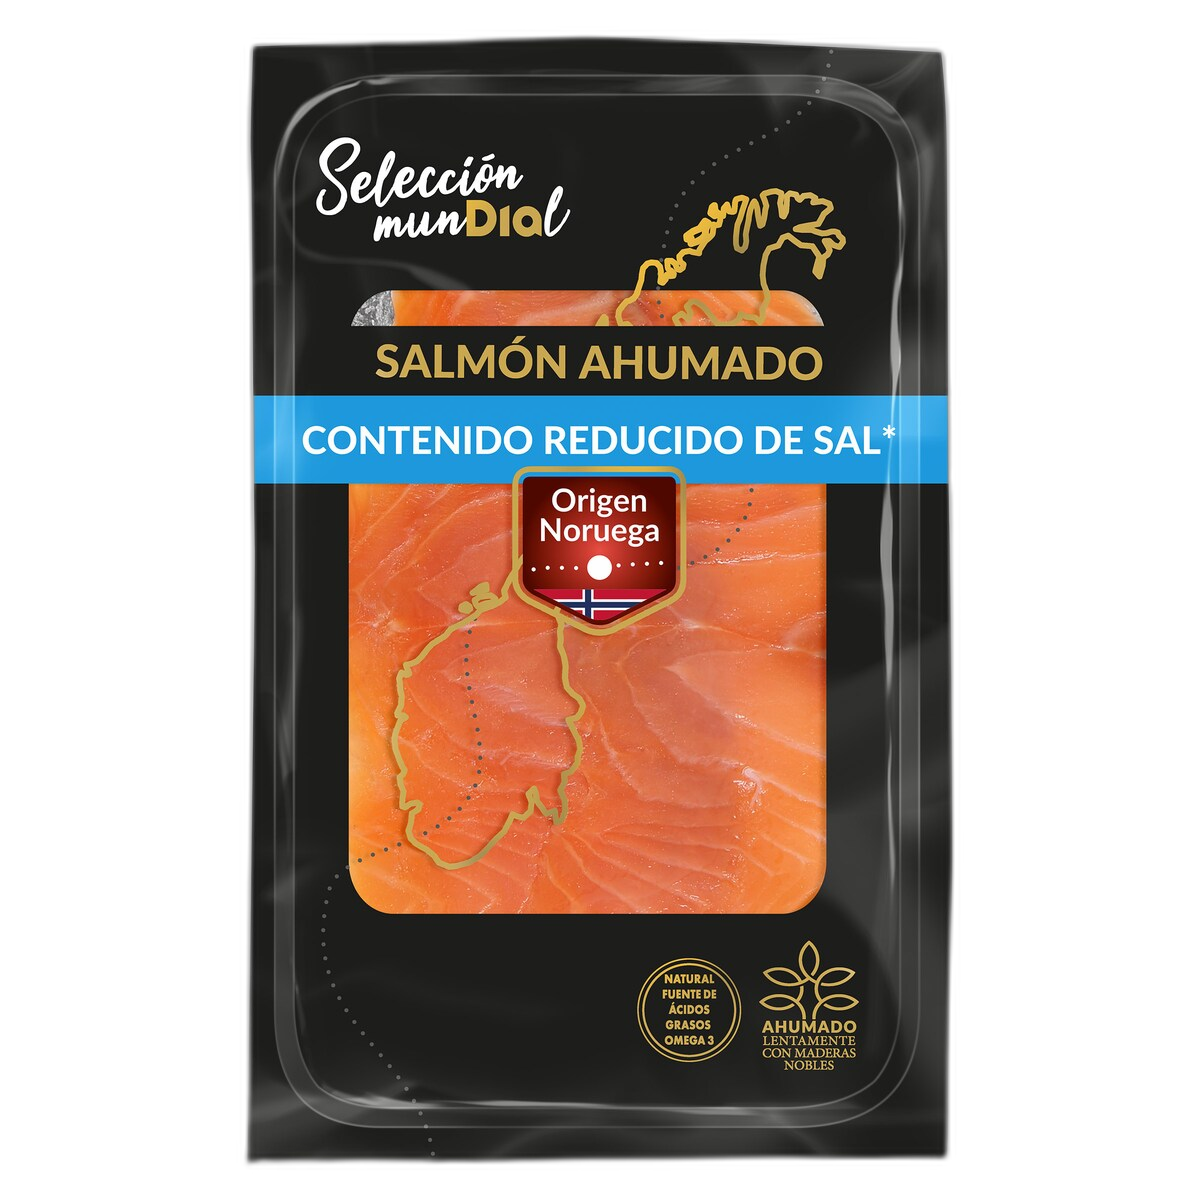 Selección
munDIal
SALMÓN AHUMADO
CONTENIDO REDUCIDO DE SAL*
Origen
Noruega
NATURAL
FUENTE DE
ÁCIDOS
GRASOS
OMEGA 3
AHUMADO
LENTAMENTE
CON MADERAS
NOBLES